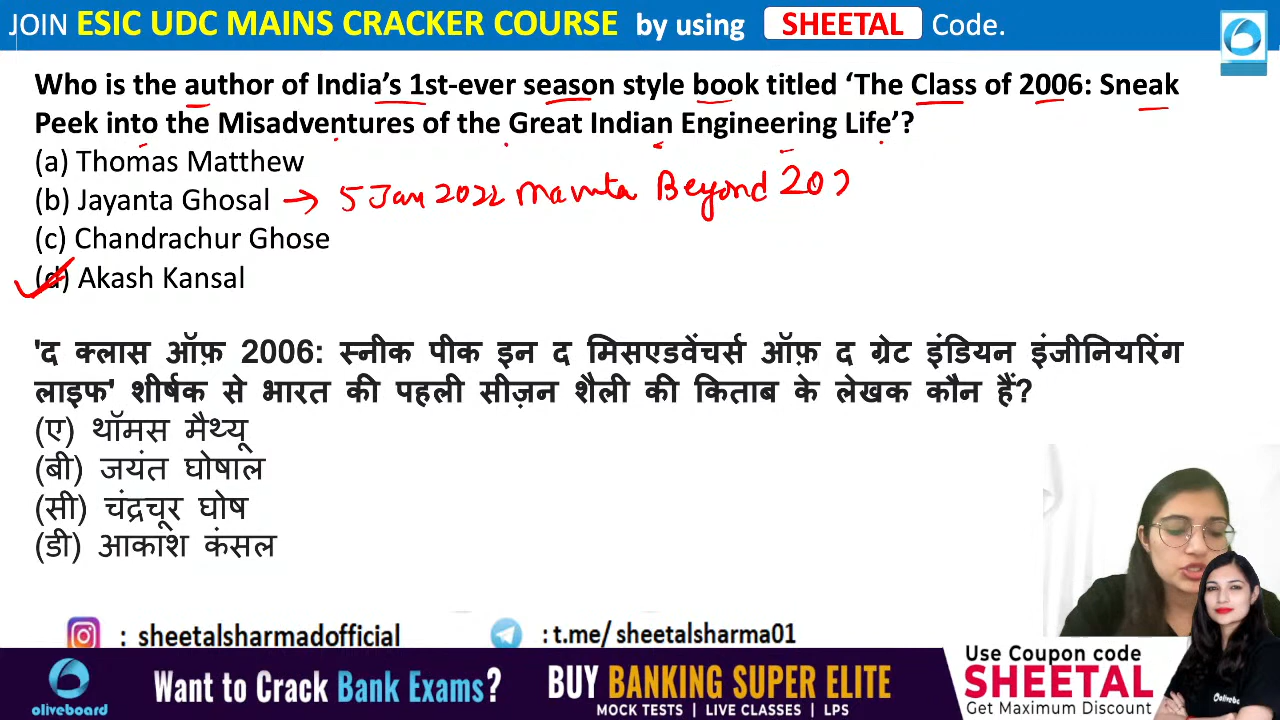 JOIN ESIC UDC MAINS CRACKER COURSE by using SHEETAL Code.
Who is the author of India's 1st-ever season style book titled 'The Class of 2006: Sneak
Peek into the Misadventures of the Great Indian Engineering Life'?
(a) Thomas Matthew
(b) Jayanta Ghosal → 5 Jan 2022 Mamta Beyond 202
(c) Chandrachur Ghose
(d) Akash Kansal
'द क्लास ऑफ़ 2006: स्नीक पीक इन द मिसएडवेंचर्स ऑफ़ द ग्रेट इंडियन इंजीनियरिंग
लाइफ' शीर्षक से भारत की पहली सीज़न शैली की किताब के लेखक कौन हैं?
(ए) थॉमस मैथ्यू
(बी) जयंत घोषाल
(सी) चंद्रचूर घोष
(डी) आकाश कंसल
: sheetalsharmadofficial
: t.me/ sheetalsharma01
oliveboard
Want to Crack Bank Exams?
BUY BANKING SUPER ELITE
MOCK TESTS | LIVE CLASSES | LPS
Use Coupon code
SHEETAL
Get Maximum Discount
oliveboard